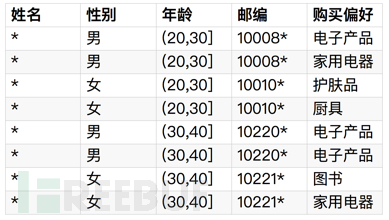 姓名 性别 年龄 邮编 购买偏好
* 男 (20,30] 10008* 电子产品
* 男 (20,30] 10008* 家用电器
* 女 (20,30] 10010* 护肤品
* 女 (20,30] 10010* 厨具
* 男 (30,40] 10220* 电子产品
* 男 (30,40] 10220* 电子产品
* 女 (30,40] 10221* 图书
* 女 (30,40] 10221* 家用电器
FREEBUF